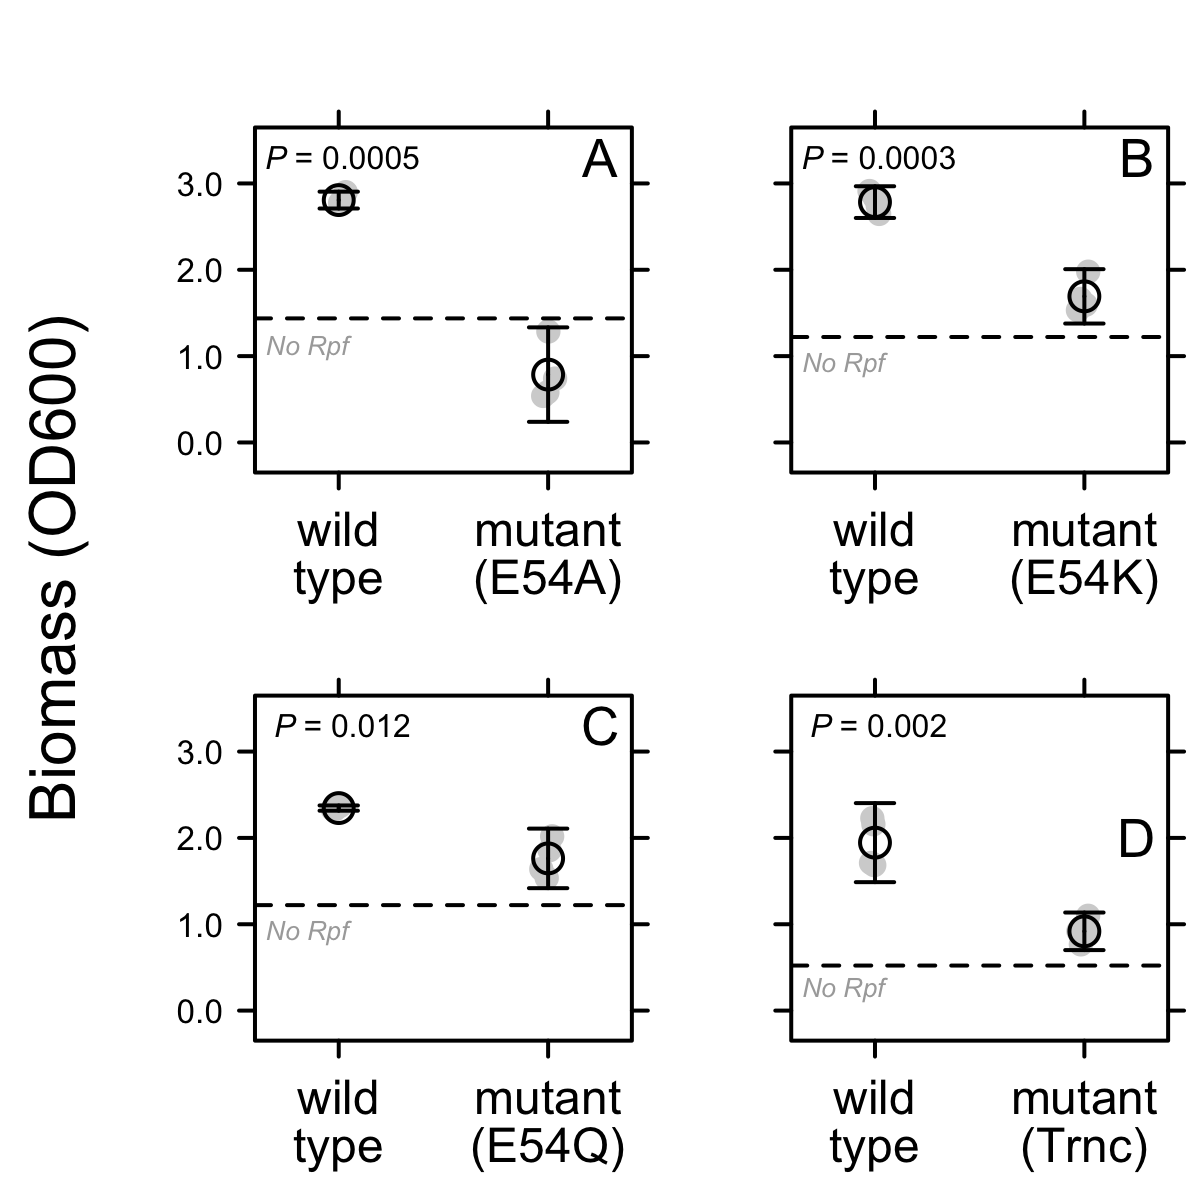 Biomass (OD600)
P = 0.0005
A
3.0
2.0
1.0
0.0
No Rpf
wild
type
mutant
(E54A)
P = 0.0003
B
No Rpf
wild
type
mutant
(E54K)
P = 0.012
C
3.0
2.0
1.0
0.0
No Rpf
wild
type
mutant
(E54Q)
P = 0.002
D
No Rpf
wild
type
mutant
(Trnc)